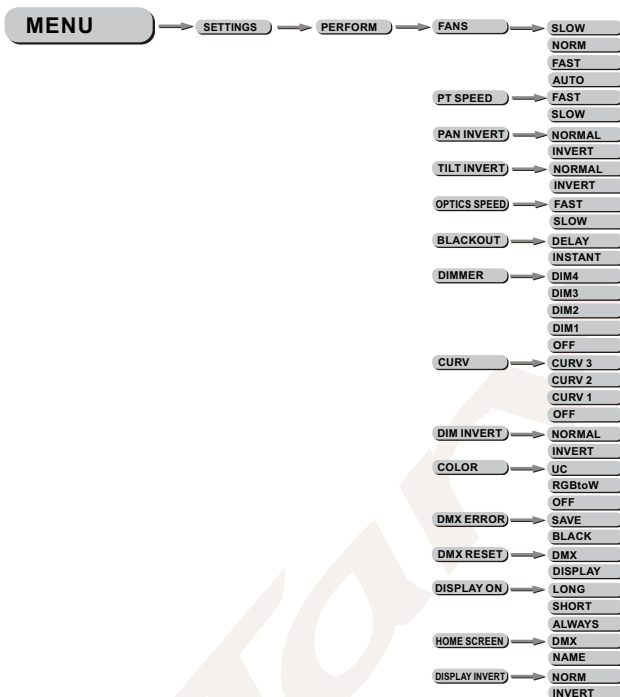 MENU SETTINGS PERFORM FANS SLOW
NORM
FAST
AUTO
PT SPEED FAST
SLOW
PAN INVERT NORMAL
INVERT
TILT INVERT NORMAL
INVERT
OPTICS SPEED FAST
SLOW
BLACKOUT DELAY
INSTANT
DIMMER DIM4
DIM3
DIM2
DIM1
OFF
CURV CURV 3
CURV 2
CURV 1
OFF
DIM INVERT NORMAL
INVERT
COLOR UC
RGBtoW
OFF
DMX ERROR SAVE
BLACK
DMX RESET DMX
DISPLAY
DISPLAY ON LONG
SHORT
ALWAYS
HOME SCREEN DMX
NAME
DISPLAY INVERT NORM
INVERT